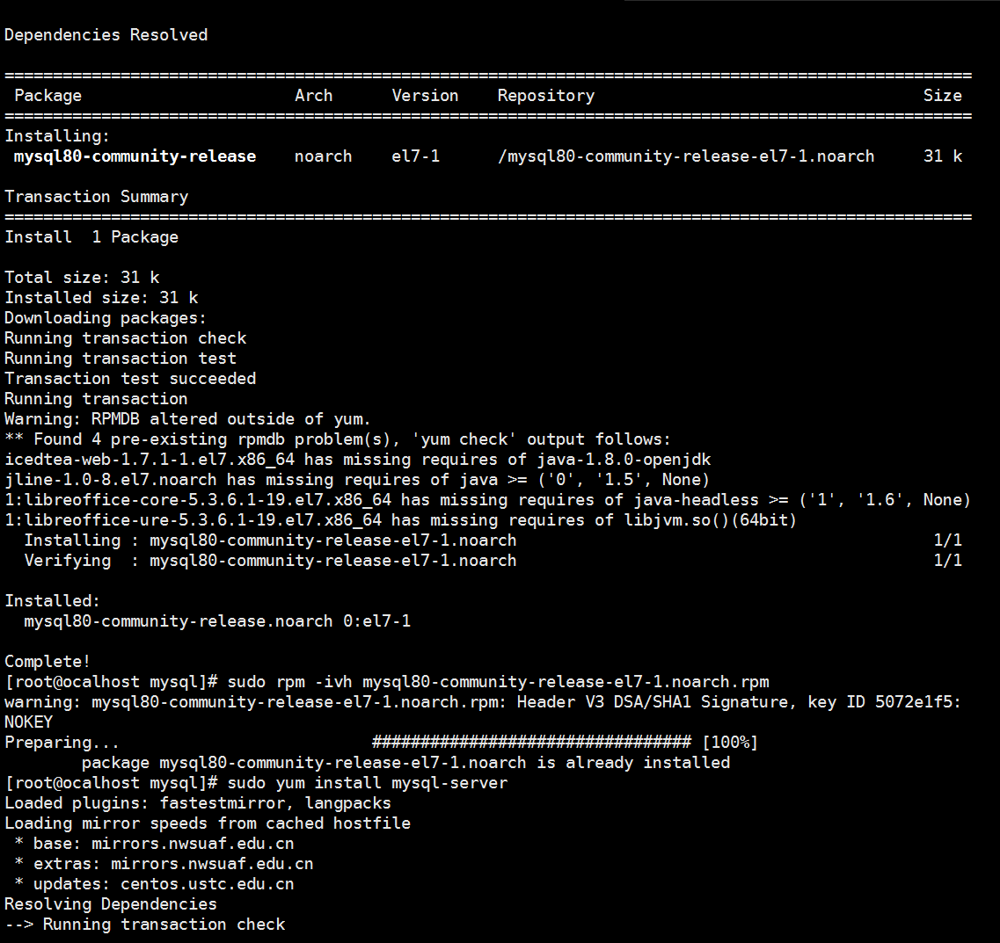 Dependencies Resolved
================================================================================
Package Arch Version Repository Size
================================================================================
Installing:
mysql80-community-release noarch el7-1 /mysql80-community-release-el7-1.noarch 31 k
Transaction Summary
================================================================================
Install 1 Package
Total size: 31 k
Installed size: 31 k
Downloading packages:
Running transaction check
Running transaction test
Transaction test succeeded
Running transaction
Warning: RPMDB altered outside of yum.
** Found 4 pre-existing rpmdb problem(s), 'yum check' output follows:
icedtea-web-1.7.1-1.el7.x86_64 has missing requires of java-1.8.0-openjdk
jline-1.0-8.el7.noarch has missing requires of java >= ('0', '1.5', None)
1:libreoffice-core-5.3.6.1-19.el7.x86_64 has missing requires of java-headless >= ('1', '1.6', None)
1:libreoffice-ure-5.3.6.1-19.el7.x86_64 has missing requires of libjvm.so()(64bit)
Installing : mysql80-community-release-el7-1.noarch 1/1
Verifying : mysql80-community-release-el7-1.noarch 1/1
Installed:
mysql80-community-release.noarch 0:el7-1
Complete!
[root@ocalhost mysql]# sudo rpm -ivh mysql80-community-release-el7-1.noarch.rpm
warning: mysql80-community-release-el7-1.noarch.rpm: Header V3 DSA/SHA1 Signature, key ID 5072e1f5:
NOKEY
Preparing... ################################# [100%]
package mysql80-community-release-el7-1.noarch is already installed
[root@ocalhost mysql]# sudo yum install mysql-server
Loaded plugins: fastestmirror, langpacks
Loading mirror speeds from cached hostfile
* base: mirrors.nwsuaf.edu.cn
* extras: mirrors.nwsuaf.edu.cn
* updates: centos.ustc.edu.cn
Resolving Dependencies
--> Running transaction check